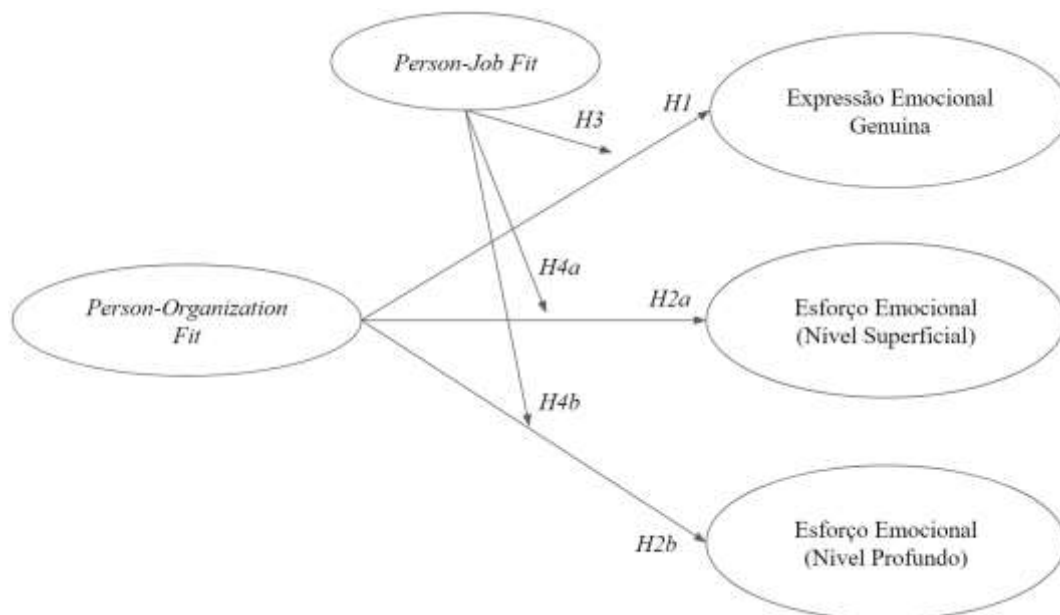 Person-Job Fit
H1
Expressão Emocional
Genuina
H3
H4a
H2a
Person-Organization
Fit
Esforço Emocional
(Nível Superficial)
H4b
H2b
Esforço Emocional
(Nível Profundo)